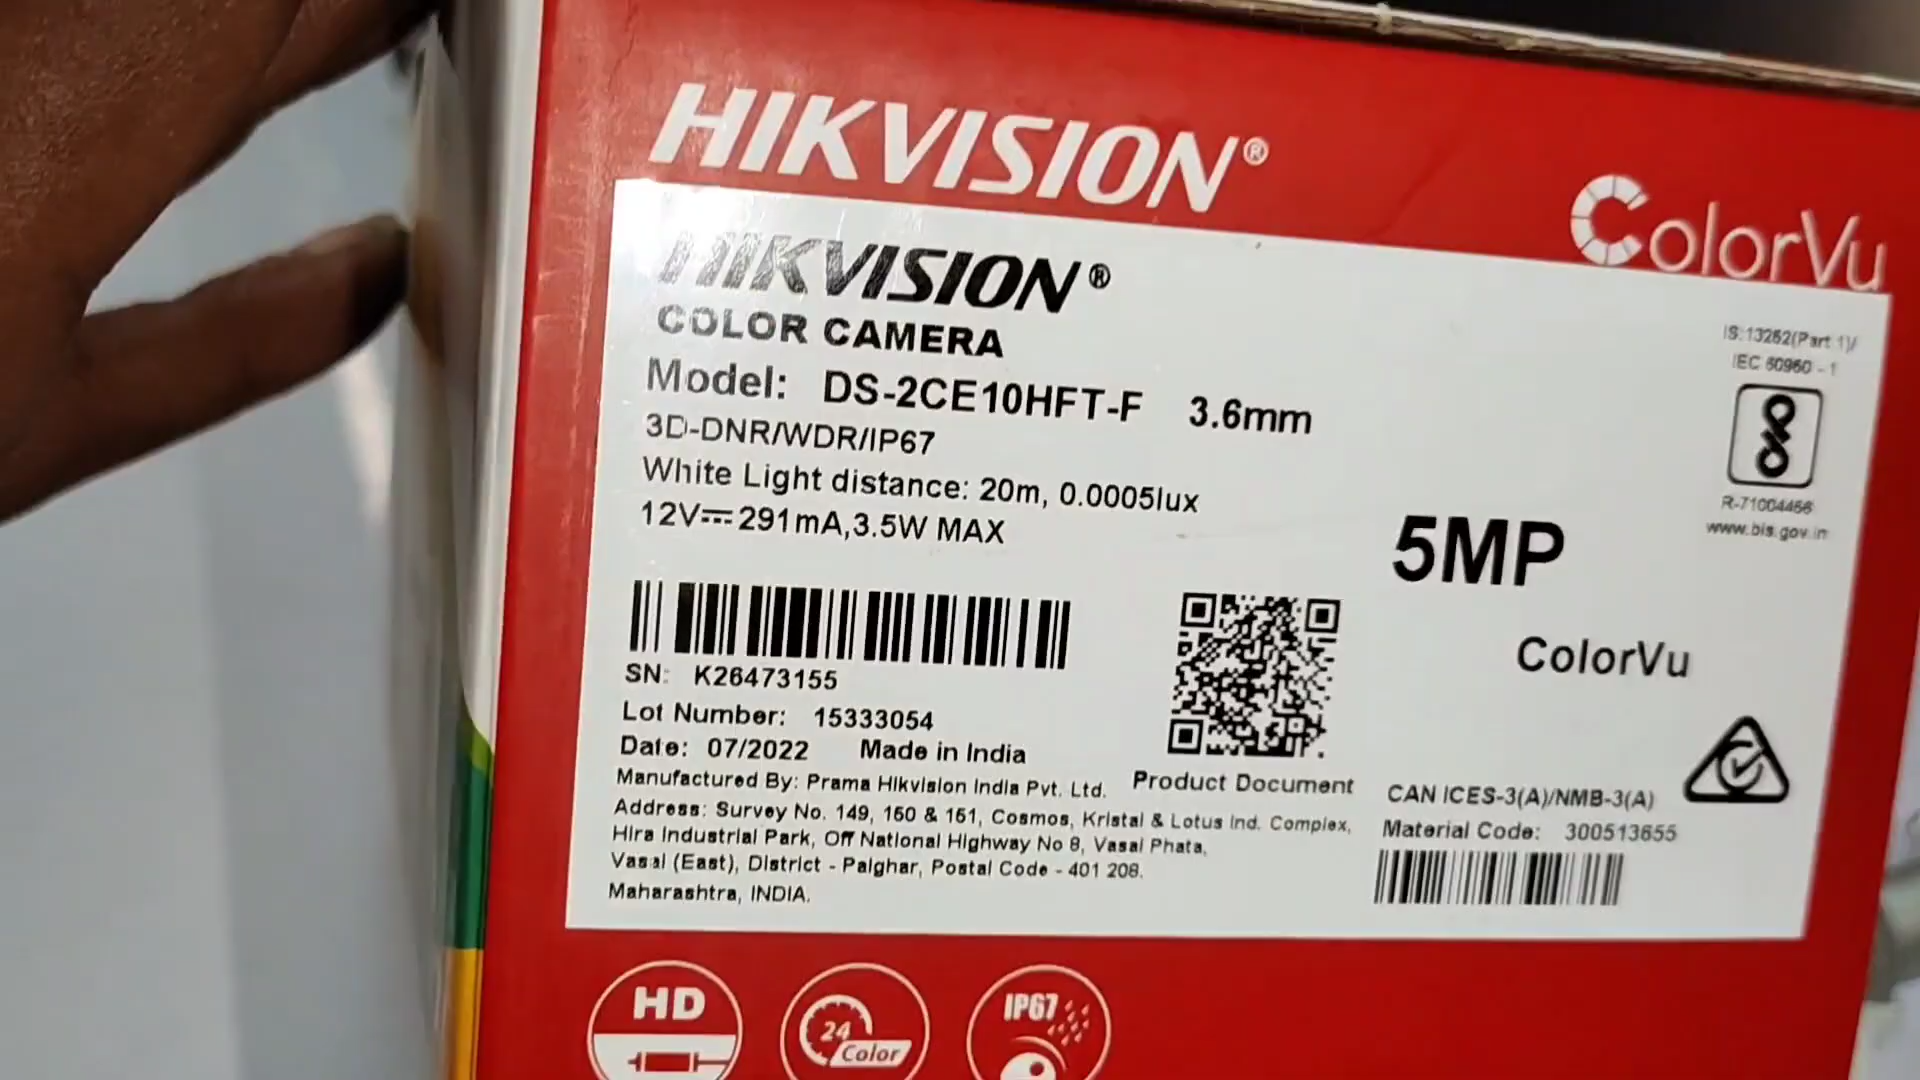 HIKVISION®
ColorVu
HIKVISION®
COLOR CAMERA
Model: DS-2CE10HFT-F 3.6mm
3D-DNR/WDR/IP67
White Light distance: 20m, 0.0005lux
12V⎓291mA,3.5W MAX
IS:13252(Part 1)/
IEC 60950 - 1
R-71004466
www.bis.gov.in
5MP
ColorVu
SN: K26473155
Lot Number: 15333054
Date: 07/2022 Made in India
Manufactured By: Prama Hikvision India Pvt. Ltd.
Product Document
Address: Survey No. 149, 150 & 151, Cosmos, Kristal & Lotus Ind. Complex,
Hira Industrial Park, Off National Highway No 8, Vasai Phata,
Vasai (East), District - Palghar, Postal Code - 401 208.
Maharashtra, INDIA.
CAN ICES-3(A)/NMB-3(A)
Material Code: 300513655
HD
24
Color
IP67